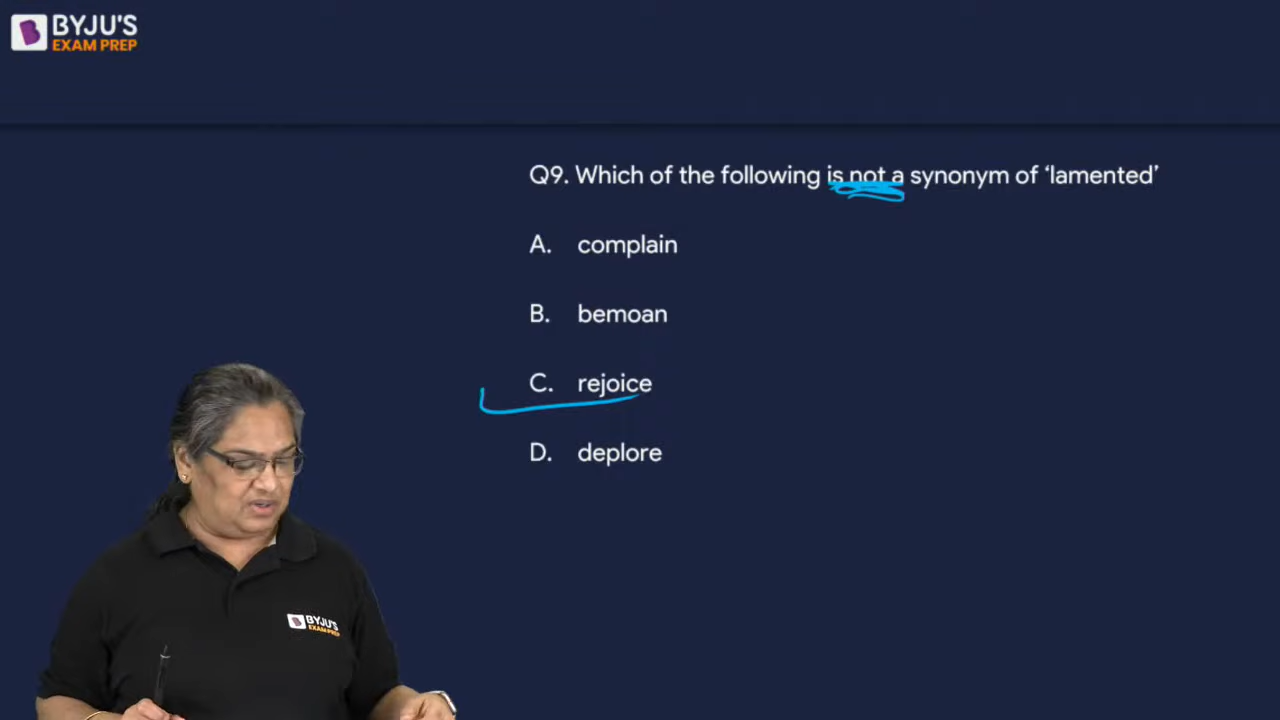 BYJU'S
EXAM PREP
Q9. Which of the following is not a synonym of ‘lamented’
A. complain
B. bemoan
C. rejoice
D. deplore
BYJU'S
EXAM PREP